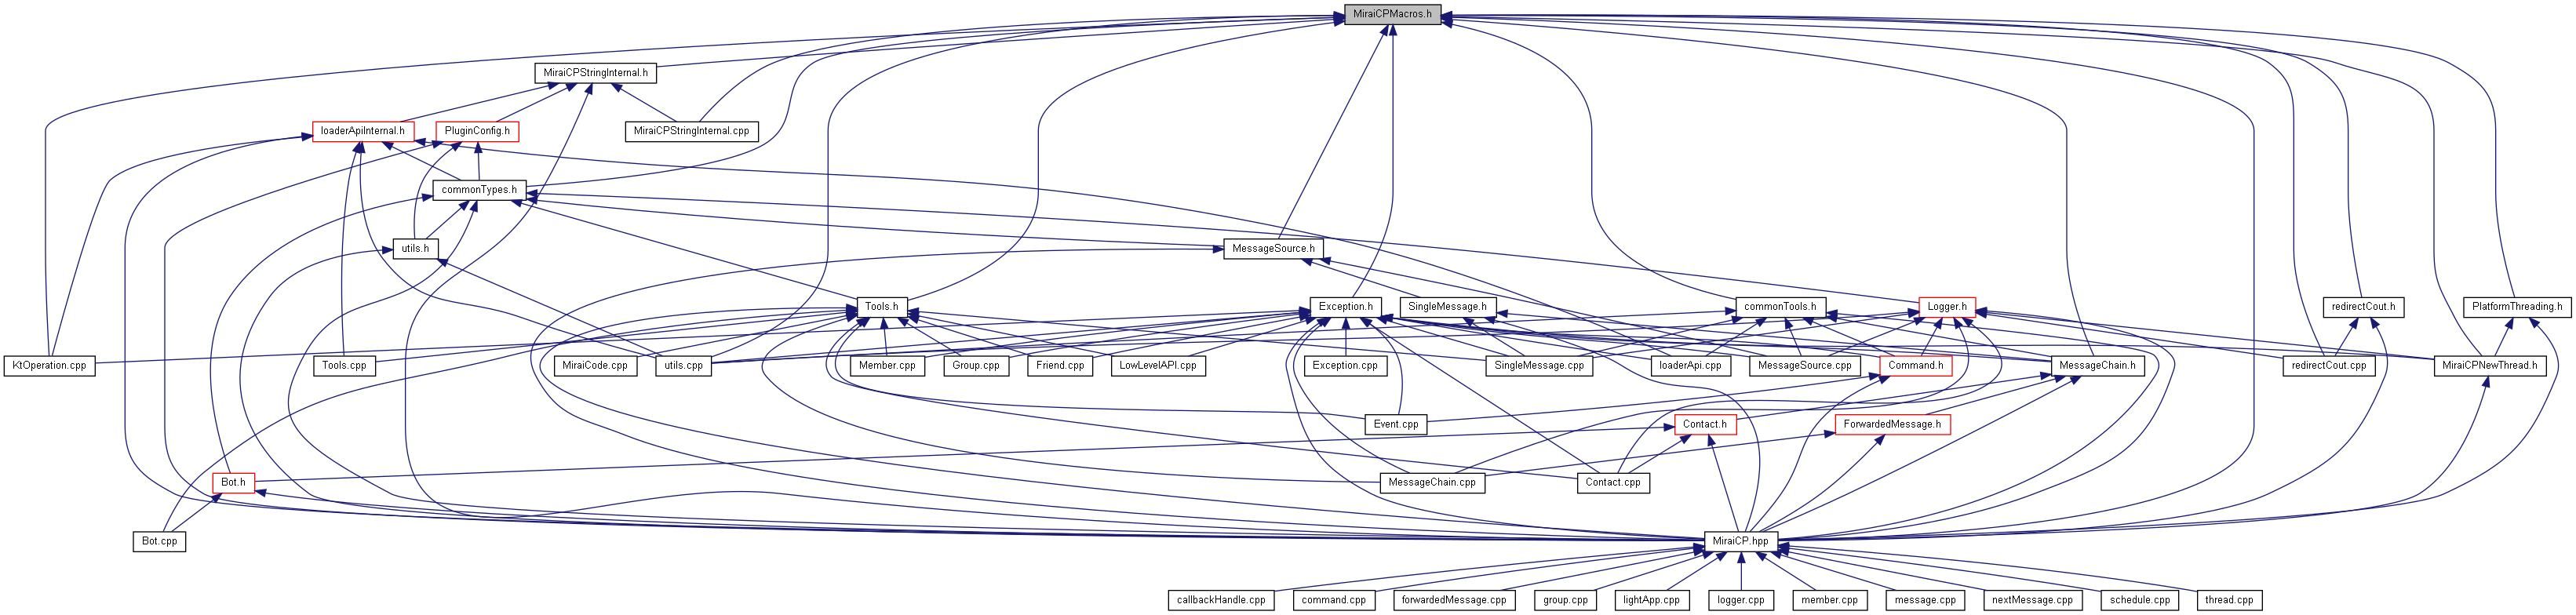 MiraiCPMacros.h
MiraiCPStringInternal.h
loaderApiInternal.h
PluginConfig.h
MiraiCPStringInternal.cpp
commonTypes.h
utils.h
MessageSource.h
Tools.h
Exception.h
SingleMessage.h
commonTools.h
Logger.h
redirectCout.h
PlatformThreading.h
KtOperation.cpp
Tools.cpp
MiraiCode.cpp
utils.cpp
Member.cpp
Group.cpp
Friend.cpp
LowLevelAPI.cpp
Exception.cpp
SingleMessage.cpp
loaderApi.cpp
MessageSource.cpp
Command.h
MessageChain.h
redirectCout.cpp
MiraiCPNewThread.h
Event.cpp
Contact.h
ForwardedMessage.h
Bot.h
MessageChain.cpp
Contact.cpp
Bot.cpp
MiraiCP.hpp
callbackHandle.cpp
command.cpp
forwardedMessage.cpp
group.cpp
lightApp.cpp
logger.cpp
member.cpp
message.cpp
nextMessage.cpp
schedule.cpp
thread.cpp